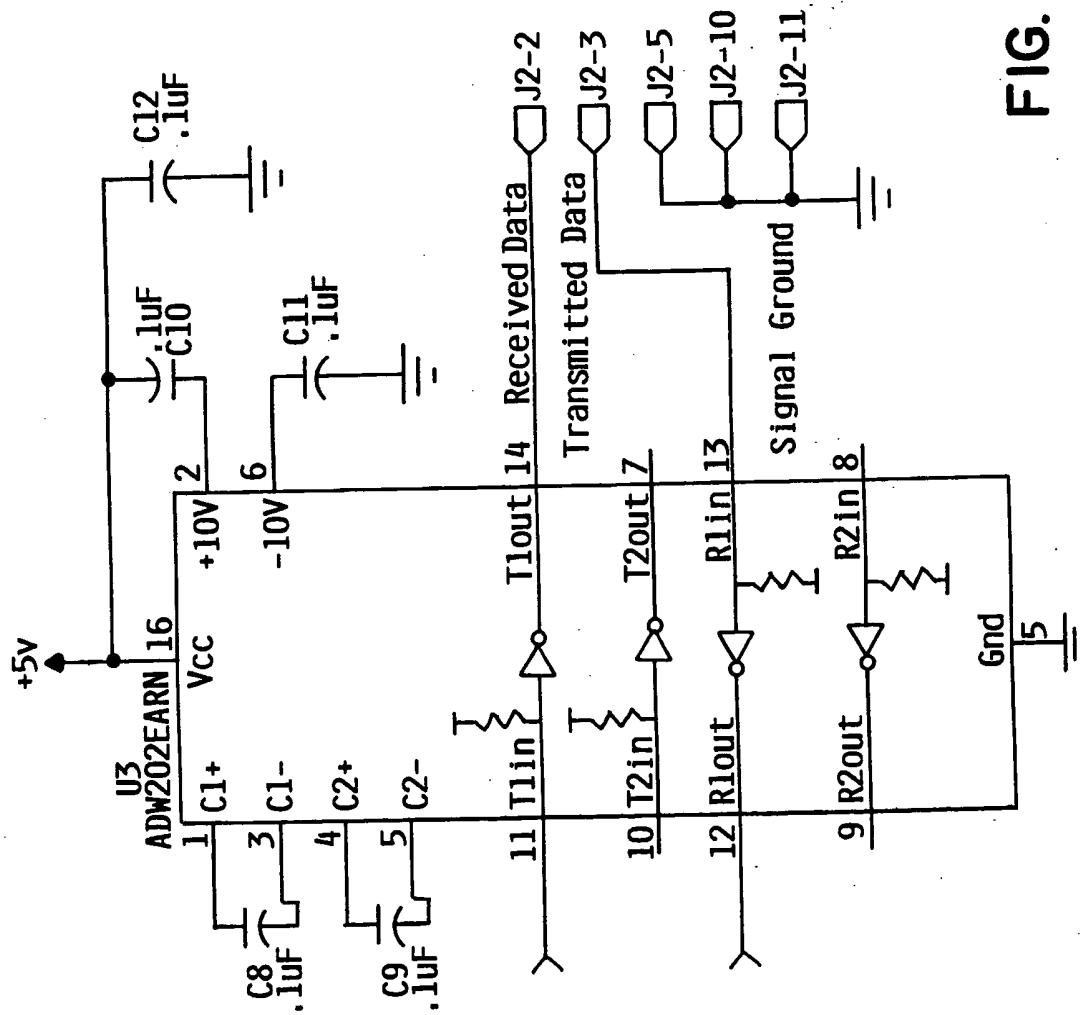 +5v
U3
ADW202EARN
16
Vcc
1
C1+
3
C1-
4
C2+
5
C2-
C8
.1uF
C9
.1uF
2
+10V
6
-10V
.1uF
C10
C11
.1uF
C12
.1uF
11
T1in
T1out
14
Received Data
J2-2
10
T2in
T2out
7
Transmitted Data
J2-3
12
R1out
R1in
13
J2-5
J2-10
J2-11
Signal Ground
9
R2out
R2in
8
Gnd
5
FIG.